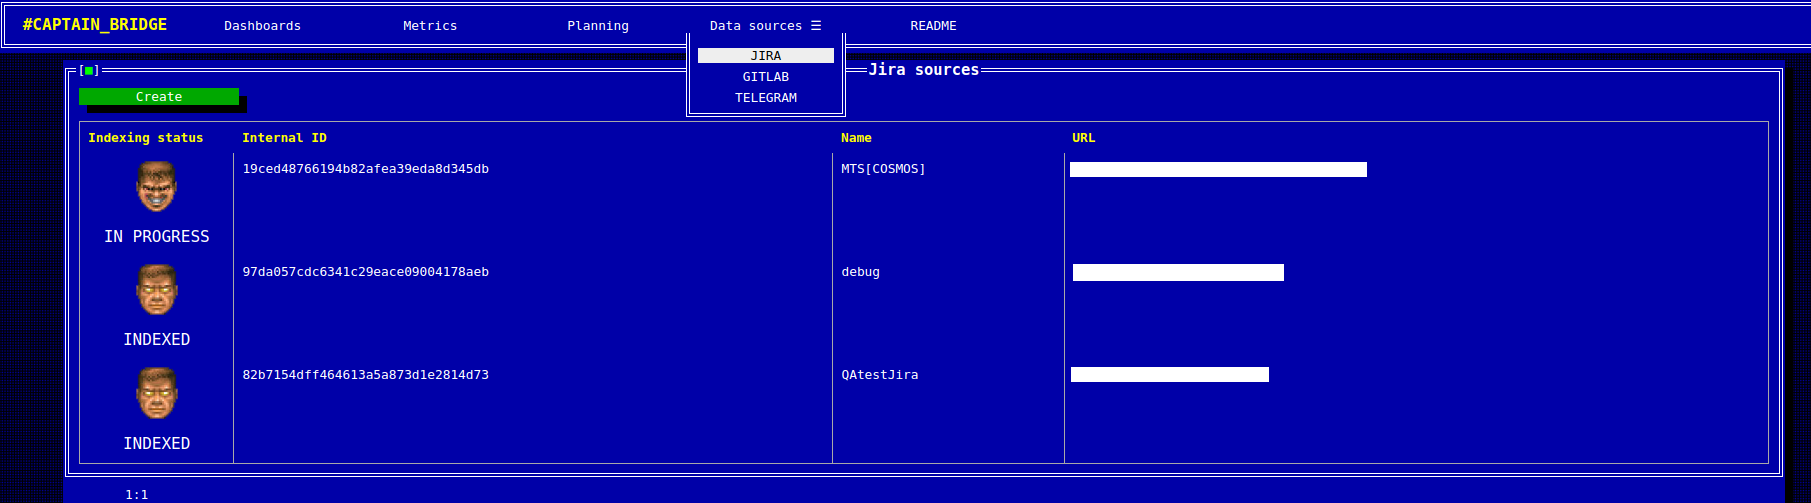 #CAPTAIN_BRIDGE Dashboards Metrics Planning Data sources ☰ README
JIRA
GITLAB
TELEGRAM
[■] Jira sources
Create
Indexing status Internal ID Name URL
19ced48766194b82afea39eda8d345db MTS[COSMOS]
IN PROGRESS
97da057cdc6341c29eace09004178aeb debug
INDEXED
82b7154dff464613a5a873d1e2814d73 QAtestJira
INDEXED
1:1